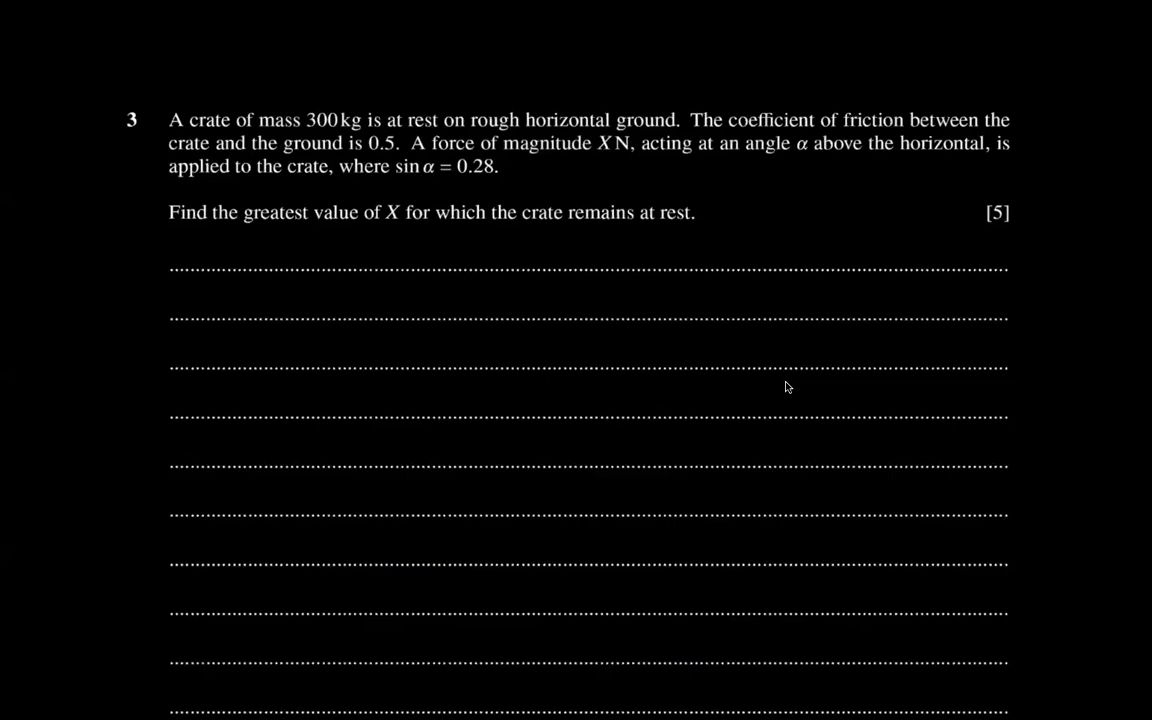 3 A crate of mass 300 kg is at rest on rough horizontal ground. The coefficient of friction between the
crate and the ground is 0.5. A force of magnitude X N, acting at an angle α above the horizontal, is
applied to the crate, where sin α = 0.28.
Find the greatest value of X for which the crate remains at rest. [5]